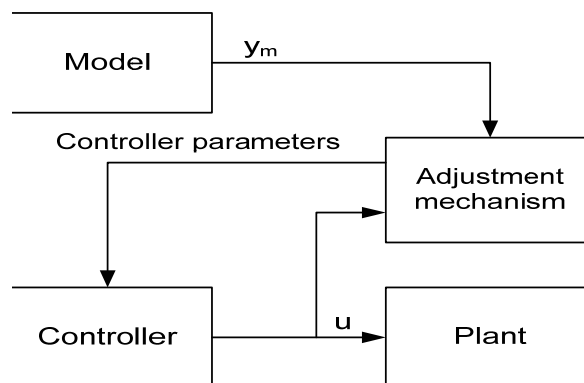 Model
ym
Controller parameters
Adjustment
mechanism
Controller
u
Plant